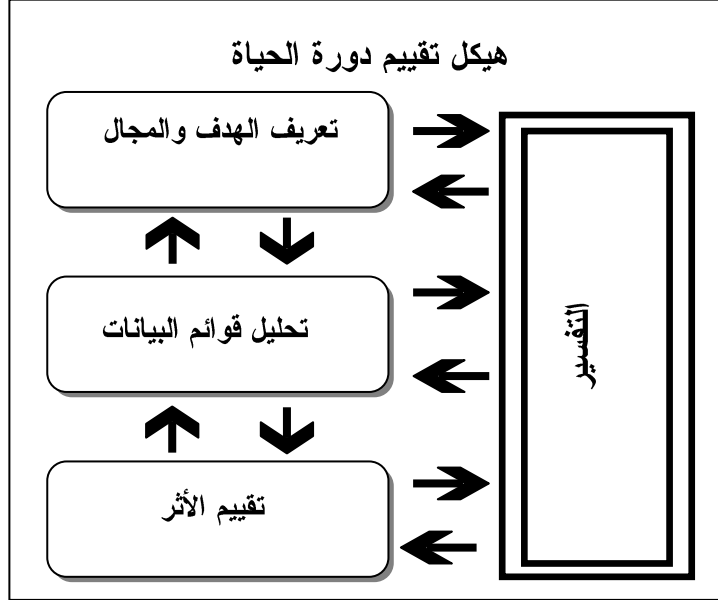 هيكل تقييم دورة الحياة
تعريف الهدف والمجال
تحليل قوائم البيانات
تقييم الأثر
التفسير